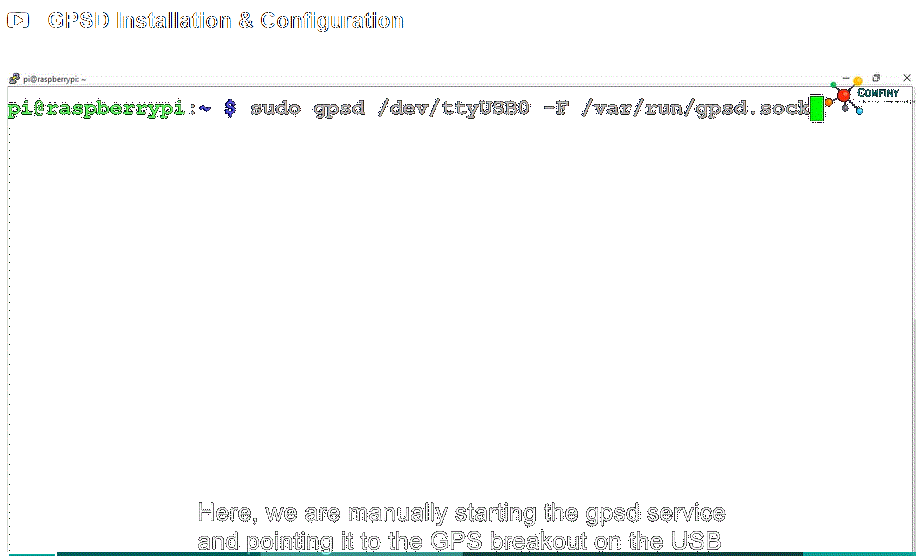 GPSD Installation & Configuration
pi@raspberrypi: ~
COMFINY
pi@raspberrypi:~ $ sudo gpsd /dev/ttyUSB0 -F /var/run/gpsd.sock
Here, we are manually starting the gpsd service
and pointing it to the GPS breakout on the USB